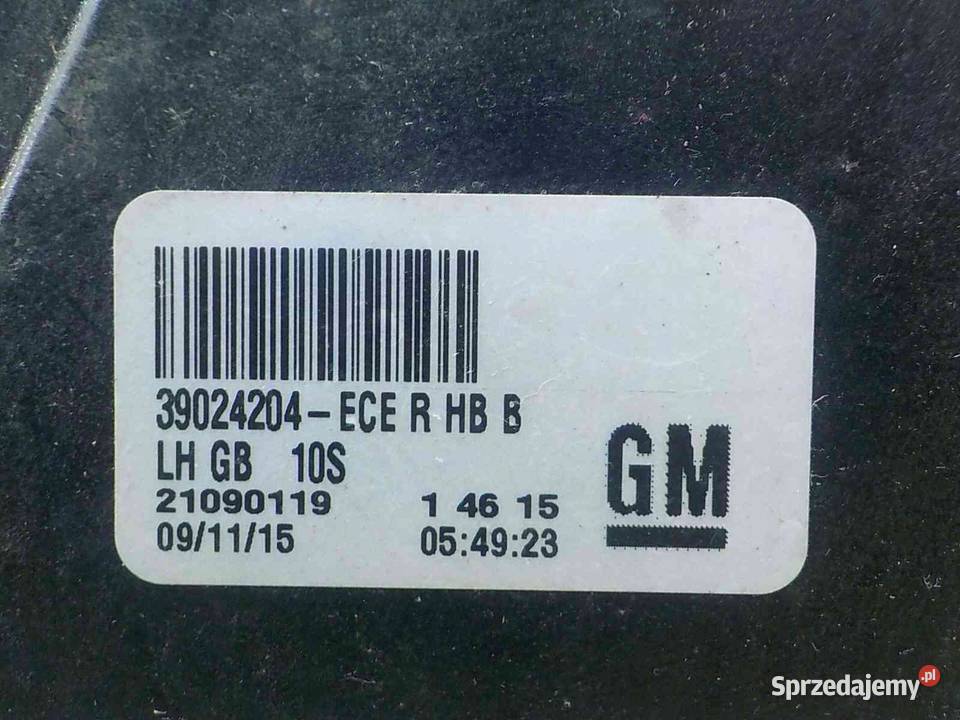 39024204-ECE R HB B
LH GB 10S
21090119 1 46 15
09/11/15 05:49:23
GM
Sprzedajemy.pl